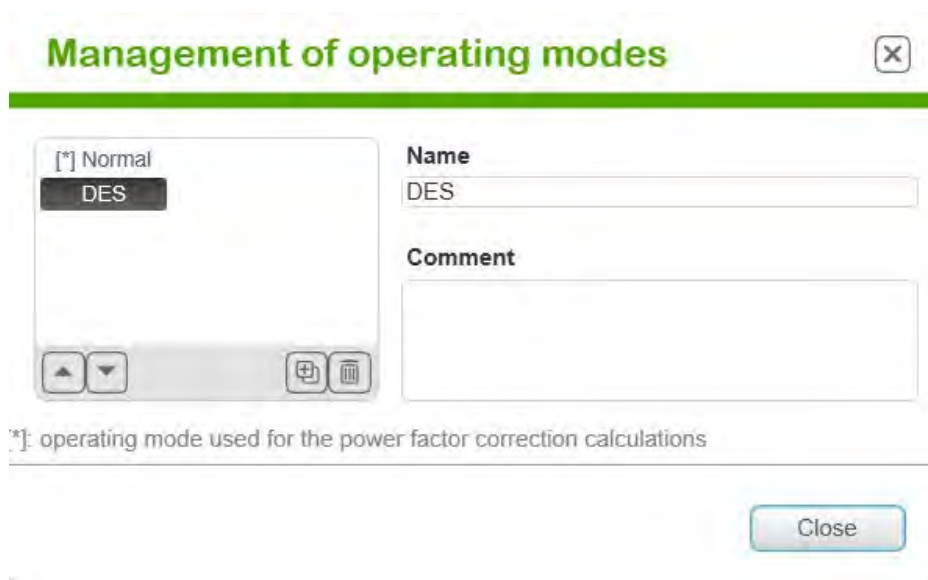 Management of operating modes
[*] Normal
DES
Name
DES
Comment
*]: operating mode used for the power factor correction calculations
Close